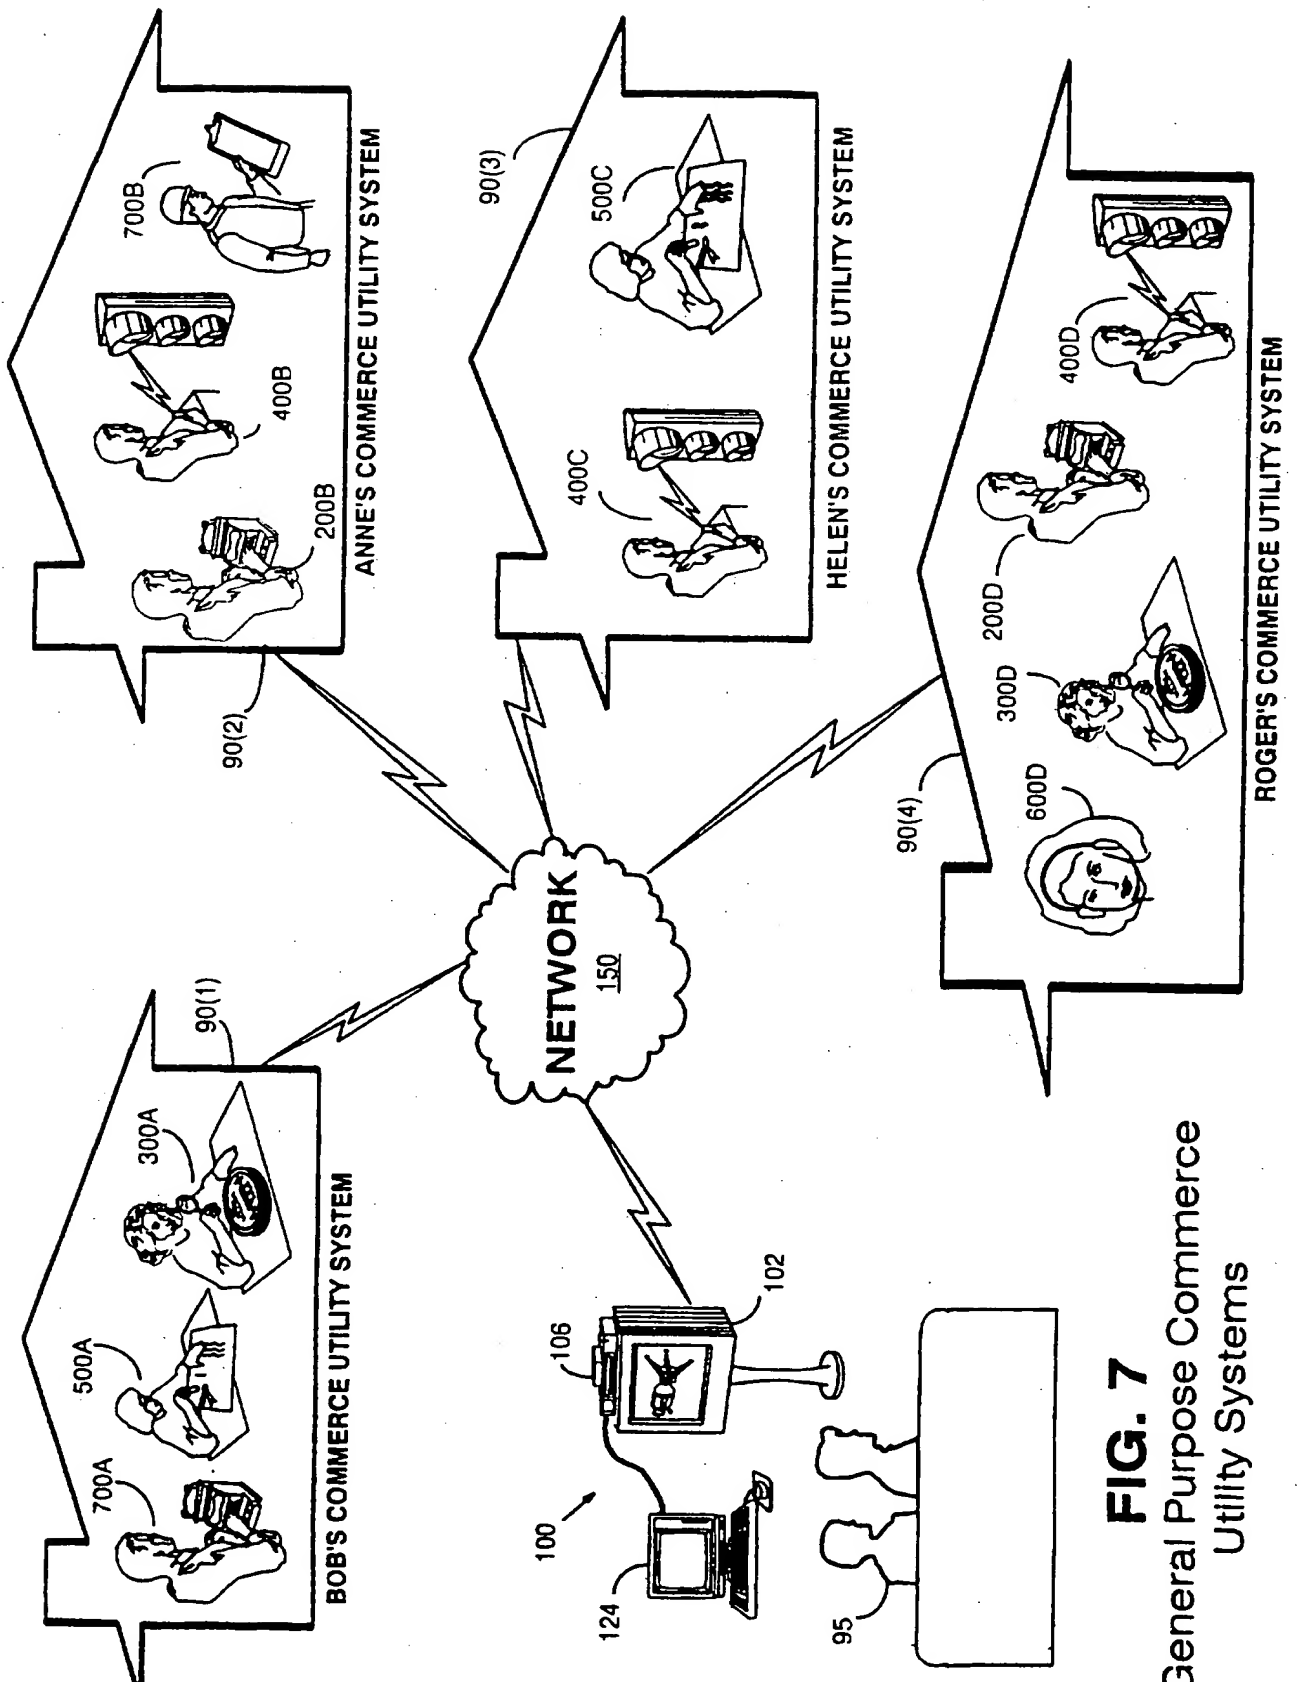 700A
500A
300A
90(1)
BOB'S COMMERCE UTILITY SYSTEM
90(2)
200B
400B
700B
ANNE'S COMMERCE UTILITY SYSTEM
90(3)
400C
500C
HELEN'S COMMERCE UTILITY SYSTEM
NETWORK
150
90(4)
600D
300D
200D
400D
ROGER'S COMMERCE UTILITY SYSTEM
100
124
106
102
95
FIG. 7
General Purpose Commerce
Utility Systems